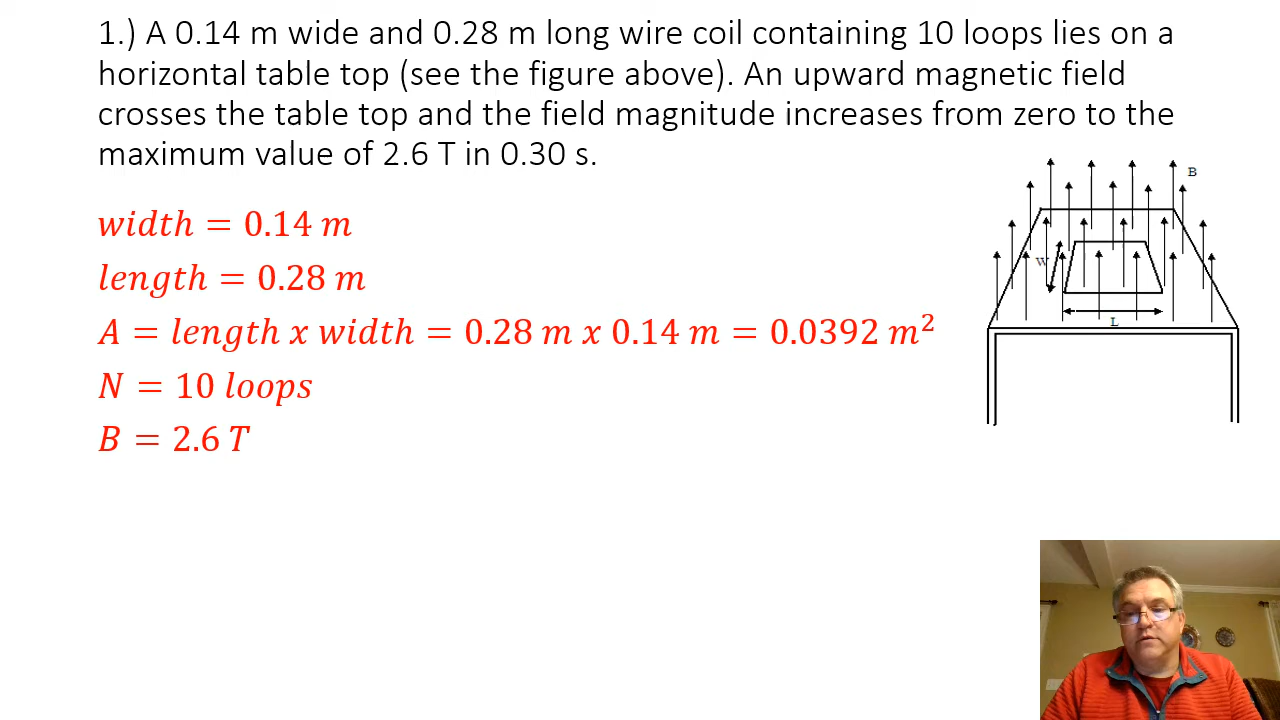 1.) A 0.14 m wide and 0.28 m long wire coil containing 10 loops lies on a
horizontal table top (see the figure above). An upward magnetic field
crosses the table top and the field magnitude increases from zero to the
maximum value of 2.6 T in 0.30 s.
width = 0.14 m
length = 0.28 m
A = length x width = 0.28 m x 0.14 m = 0.0392 m²
N = 10 loops
B = 2.6 T
B
W
L